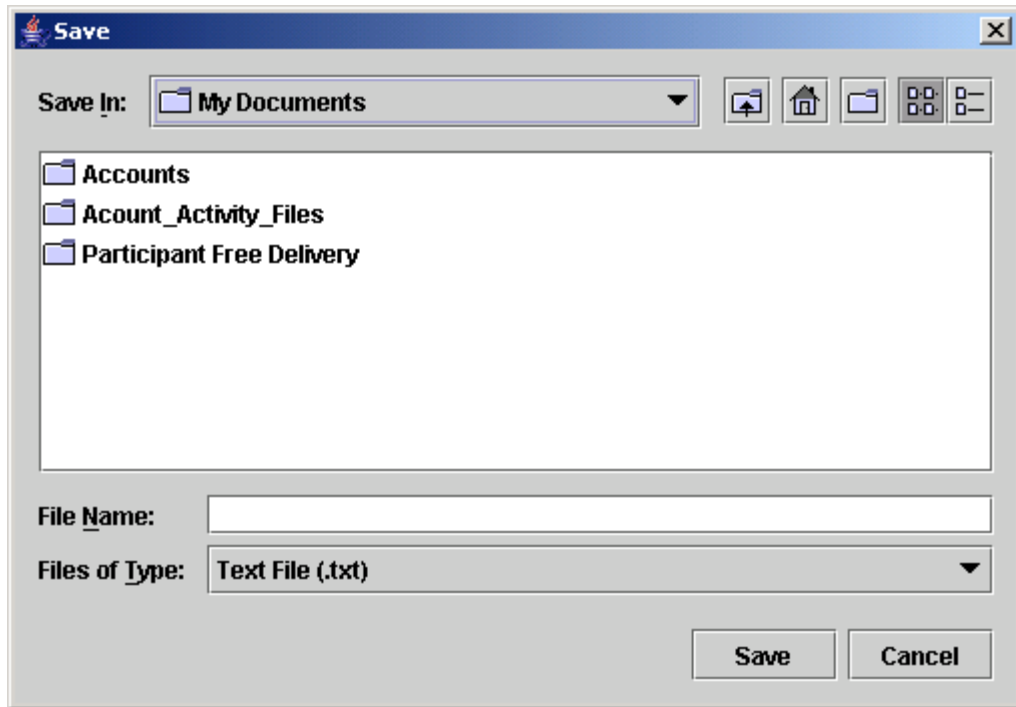 Save
Save In: My Documents
Accounts
Acount_Activity_Files
Participant Free Delivery
File Name:
Files of Type: Text File (.txt)
Save Cancel